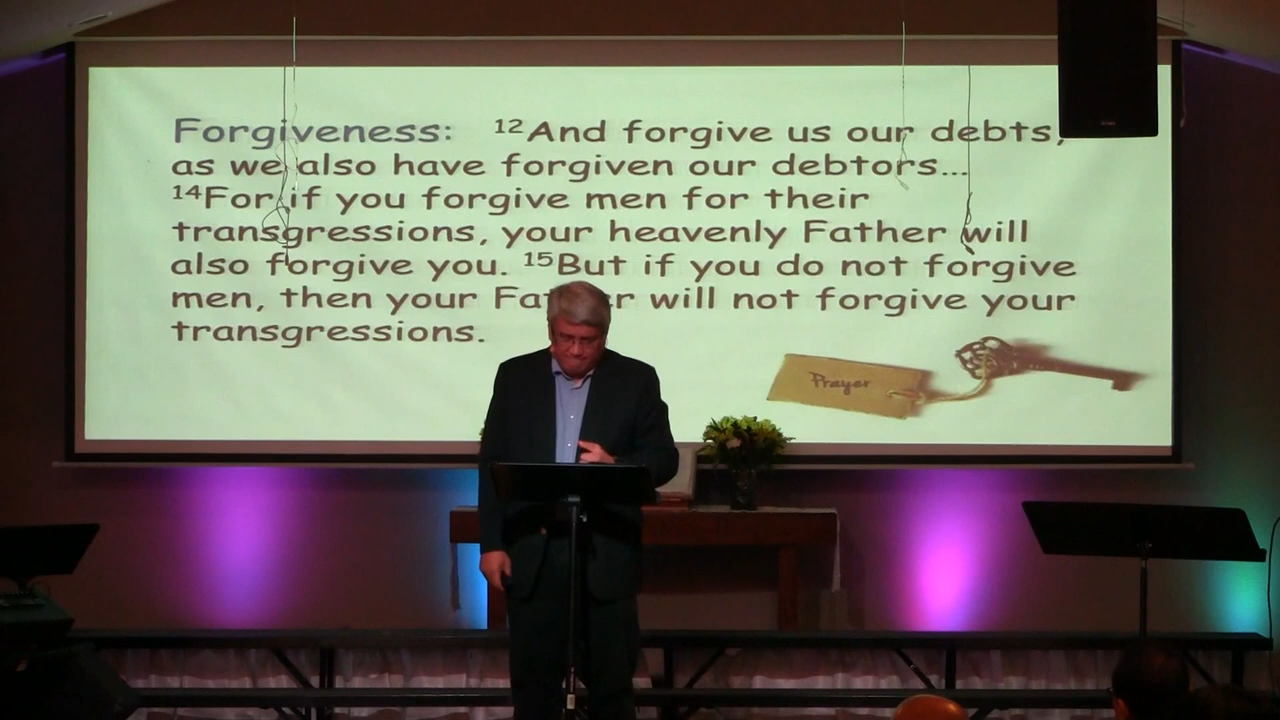 Forgiveness: ¹²And forgive us our debts,
as we also have forgiven our debtors...
¹⁴For if you forgive men for their
transgressions, your heavenly Father will
also forgive you. ¹⁵But if you do not forgive
men, then your Father will not forgive your
transgressions.
Prayer